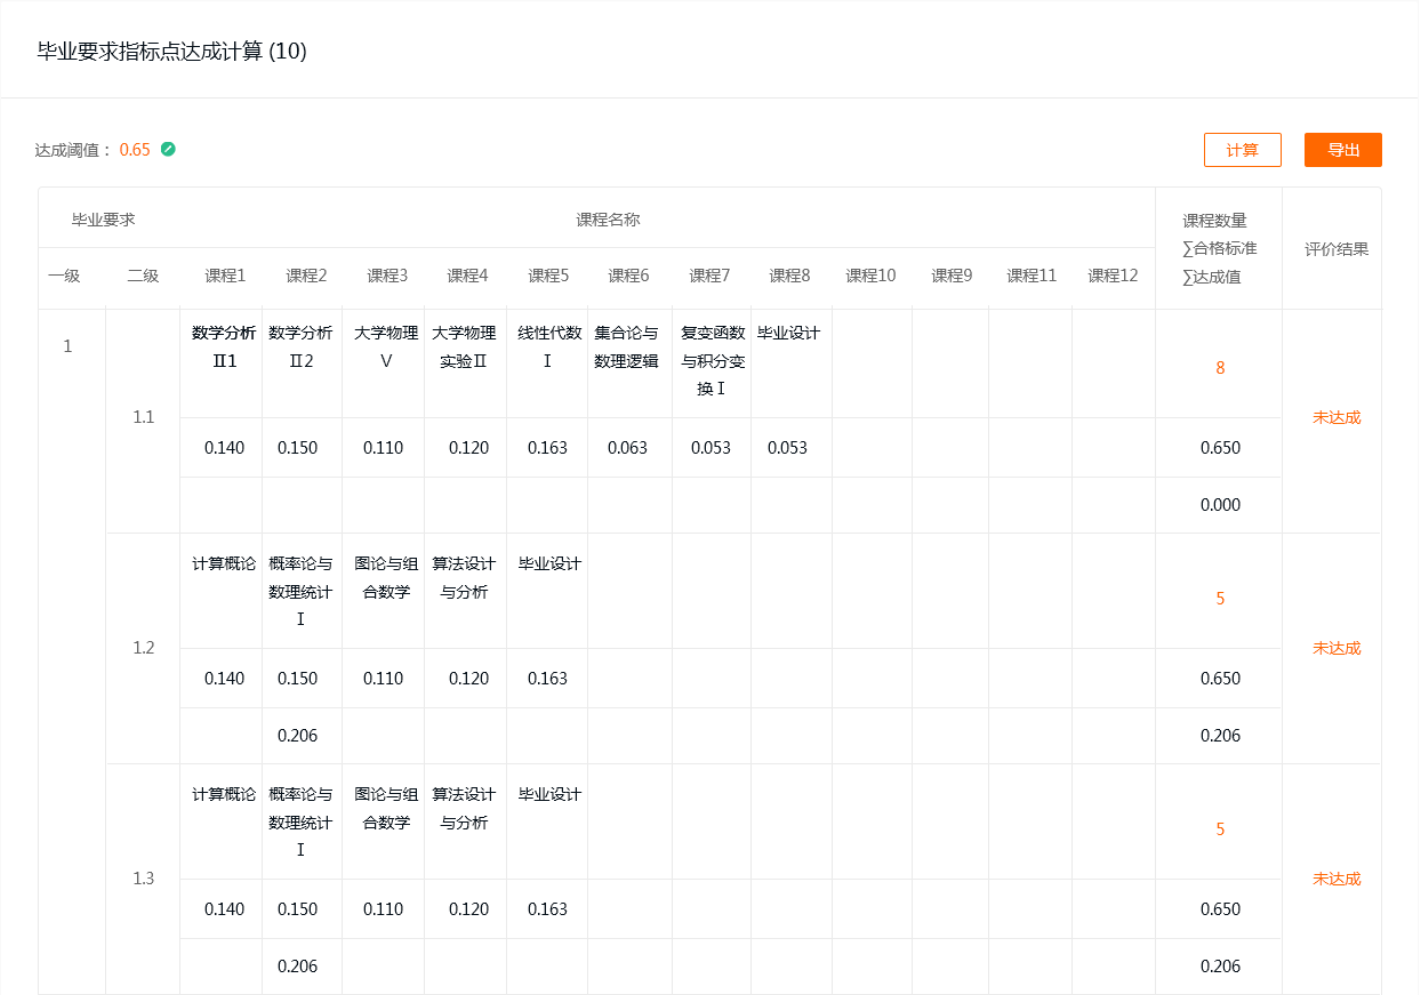 毕业要求指标点达成计算 (10)
达成阈值： 0.65
计算
导出
毕业要求
课程名称
课程数量
∑合格标准
∑达成值
评价结果
一级 二级 课程1 课程2 课程3 课程4 课程5 课程6 课程7 课程8 课程10 课程9 课程11 课程12
1
1.1
数学分析
Ⅱ1
数学分析
Ⅱ2
大学物理
Ⅴ
大学物理
实验Ⅱ
线性代数
Ⅰ
集合论与
数理逻辑
复变函数
与积分变
换Ⅰ
毕业设计
8
未达成
0.140 0.150 0.110 0.120 0.163 0.063 0.053 0.053 0.650
0.000
1.2
计算概论
概率论与
数理统计
Ⅰ
图论与组
合数学
算法设计
与分析
毕业设计
5
未达成
0.140 0.150 0.110 0.120 0.163 0.650
0.206 0.206
1.3
计算概论
概率论与
数理统计
Ⅰ
图论与组
合数学
算法设计
与分析
毕业设计
5
未达成
0.140 0.150 0.110 0.120 0.163 0.650
0.206 0.206